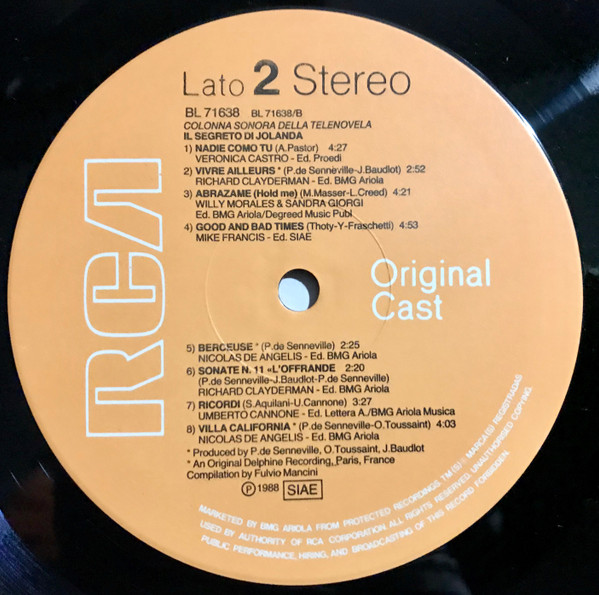 Lato 2 Stereo
BL 71638 BL 71638/B
COLONNA SONORA DELLA TELENOVELA
IL SEGRETO DI JOLANDA
1) NADIE COMO TU (A.Pastor) 4:27
VERONICA CASTRO - Ed. Proedi
2) VIVRE AILLEURS * (P.de Senneville-J.Baudlot) 2:52
RICHARD CLAYDERMAN - Ed. BMG Ariola
3) ABRAZAME (Hold me) (M.Masser-L.Creed) 4:21
WILLY MORALES & SANDRA GIORGI
Ed. BMG Ariola/Degreed Music Publ.
4) GOOD AND BAD TIMES (Thoty-Y-Fraschetti) 4:53
MIKE FRANCIS - Ed. SIAE
RCA
Original
Cast
5) BERCEUSE * (P.de Senneville) 2:25
NICOLAS DE ANGELIS - Ed. BMG Ariola
6) SONATE N. 11 «L'OFFRANDE 2:20
(P.de Senneville-J.Baudlot-P.de Senneville)
RICHARD CLAYDERMAN - Ed. BMG Ariola
7) RICORDI (S.Aquilani-U.Cannone) 3:27
UMBERTO CANNONE - Ed. Lettera A./BMG Ariola Musica
8) VILLA CALIFORNIA * (P.de Senneville-O.Toussaint) 4:03
NICOLAS DE ANGELIS - Ed. BMG Ariola
* Produced by P.de Senneville, O.Toussaint, J.Baudlot
* An Original Delphine Recording, Paris, France
Compilation by Fulvio Mancini
Ⓟ 1988 SIAE
MARKETED BY BMG ARIOLA FROM PROTECTED RECORDINGS TM (S) ® MARCA(S) REGISTRADAS
USED BY AUTHORITY OF RCA CORPORATION. ALL RIGHTS RESERVED. UNAUTHORISED COPYING,
PUBLIC PERFORMANCE, HIRING, AND BROADCASTING OF THIS RECORD FORBIDDEN